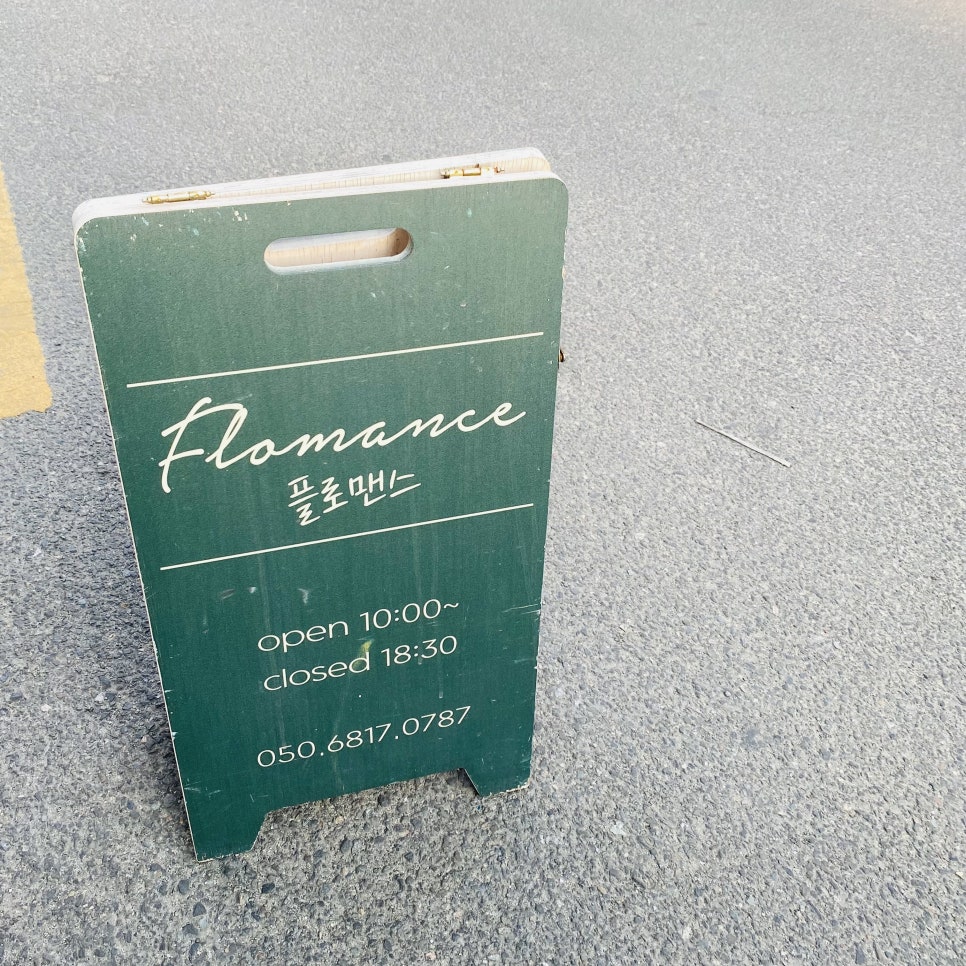 Flomance
플로맨스
open 10:00~
closed 18:30
050.6817.0787